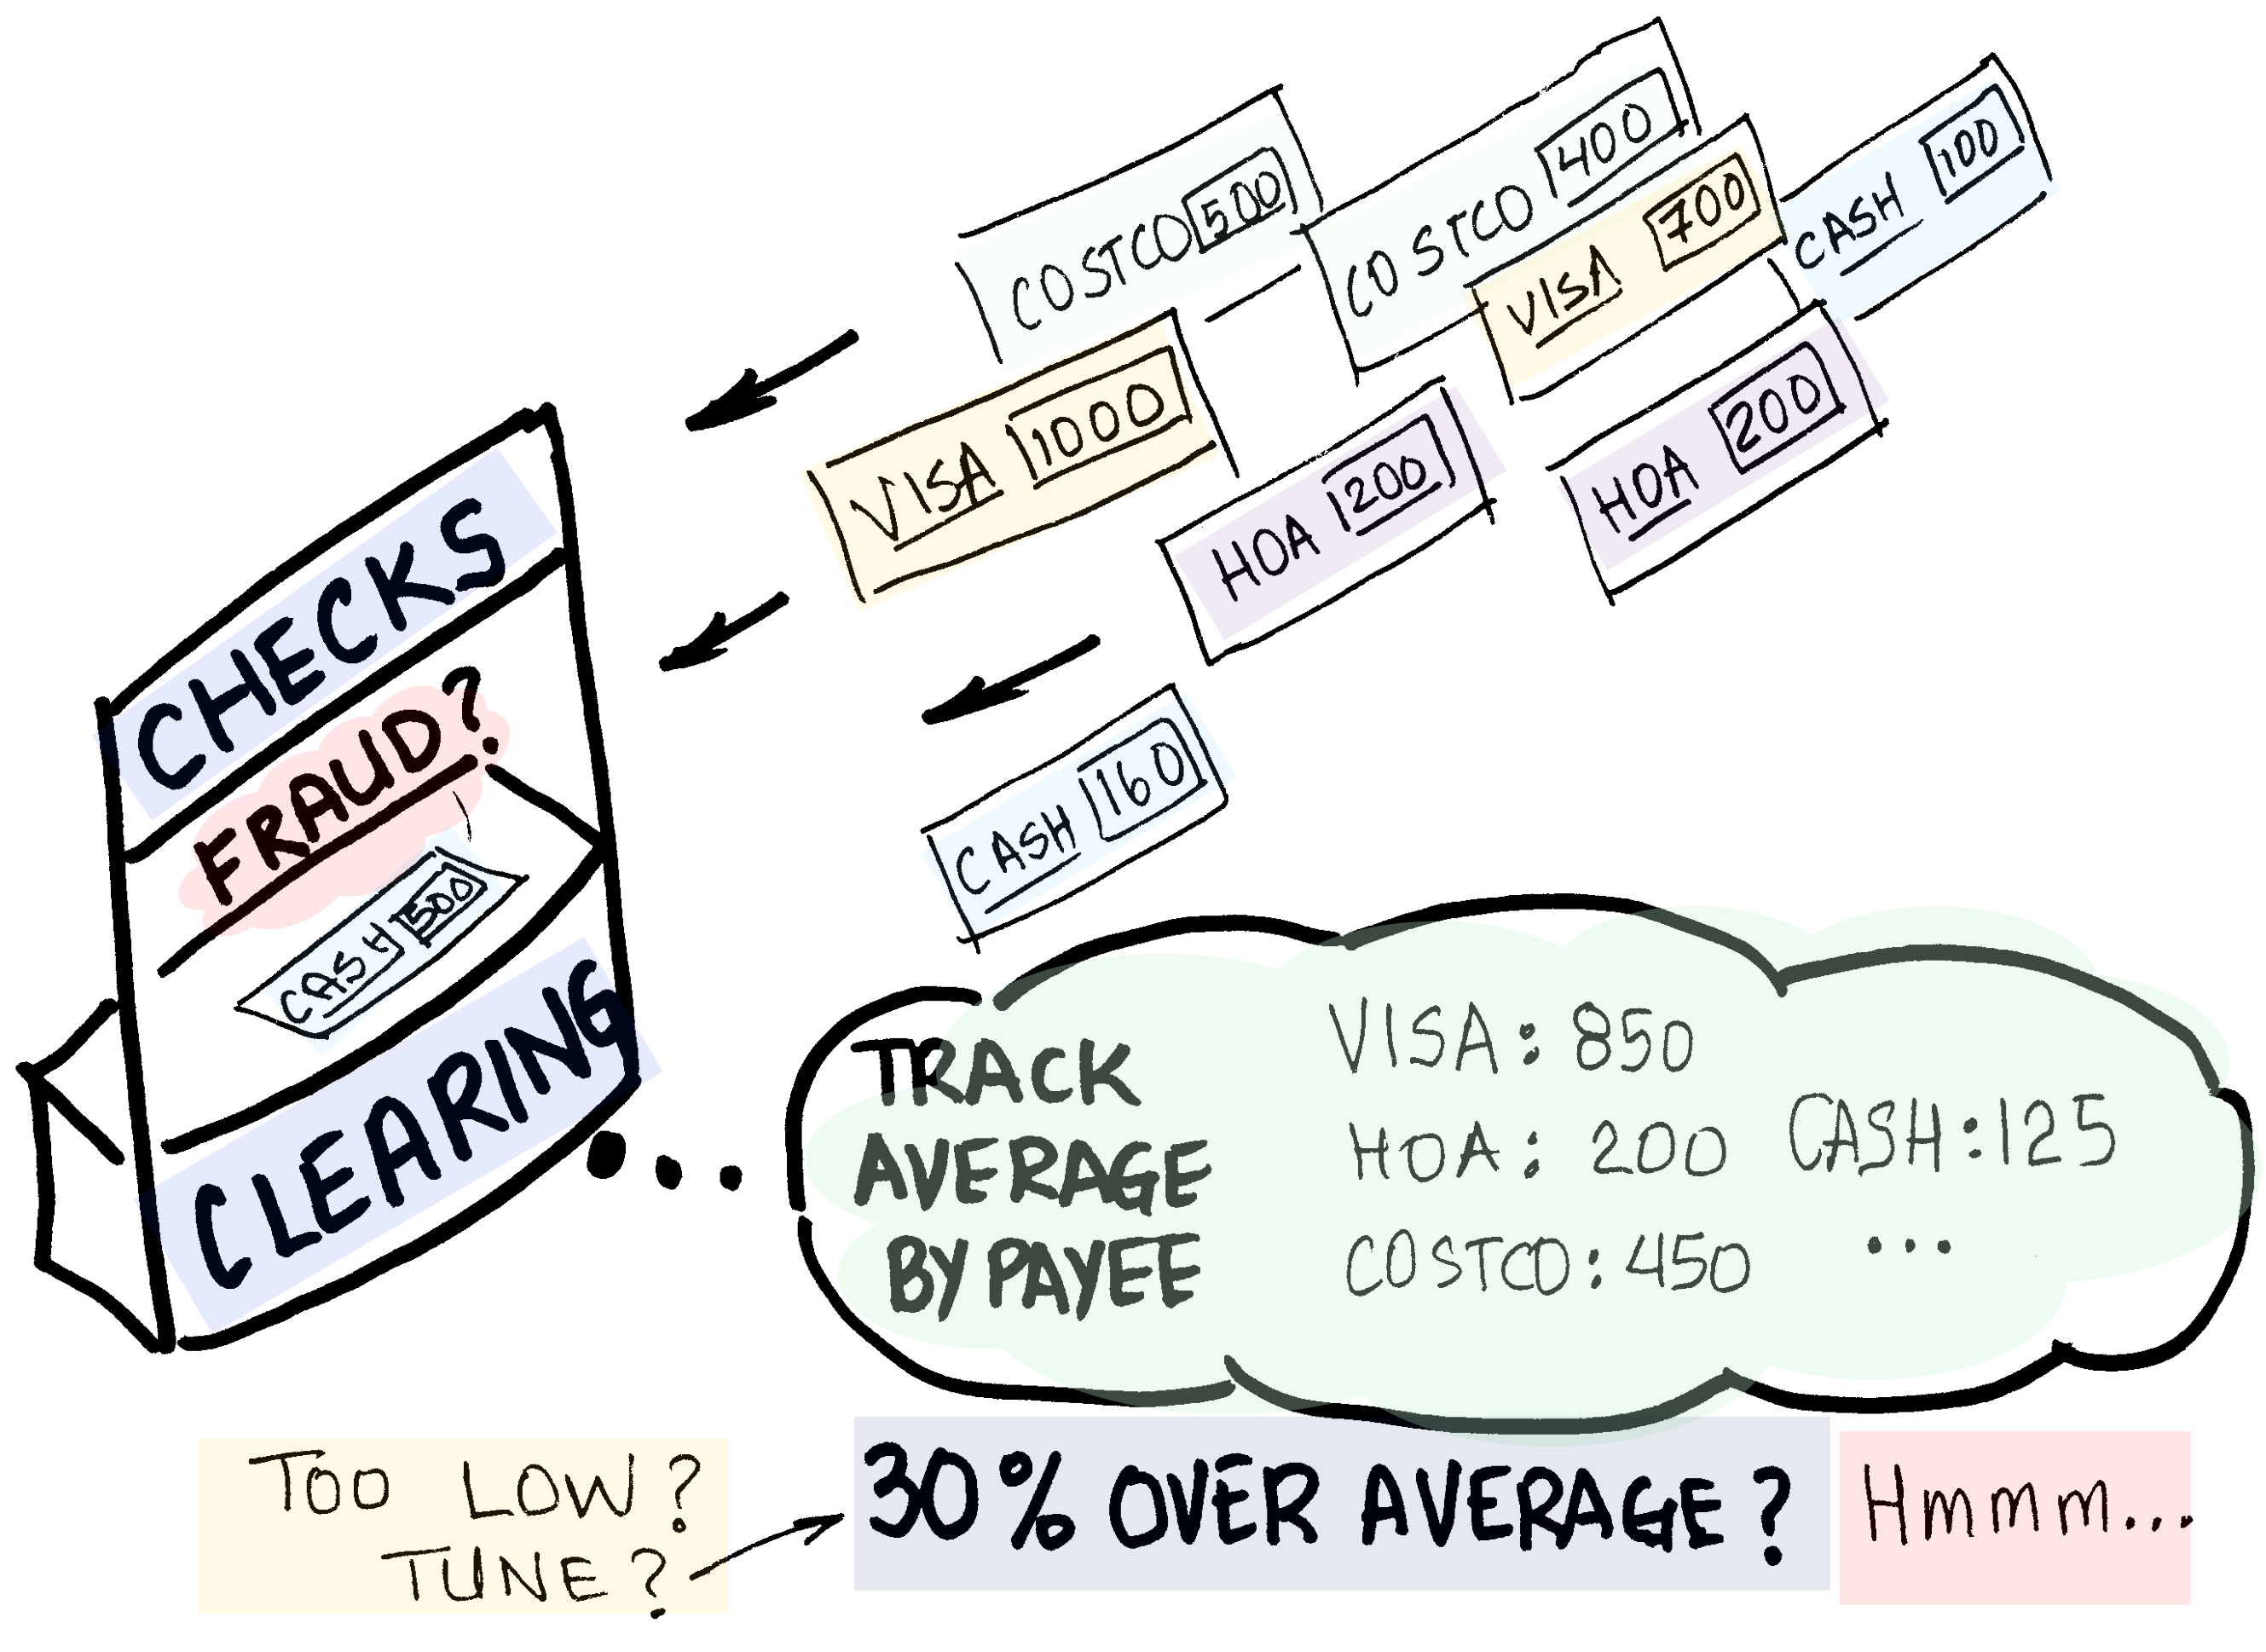 COSTCO 500
COSTCO 400
CASH 100
VISA 700
VISA 1000
HOA 200
HOA 200
CASH 160
CHECKS
FRAUD?
CASH 500
CLEARING
...
TRACK
AVERAGE
BY PAYEE
VISA: 850
HOA: 200
COSTCO: 450
CASH: 125
...
TOO LOW?
TUNE?
30% OVER AVERAGE?
Hmmm...